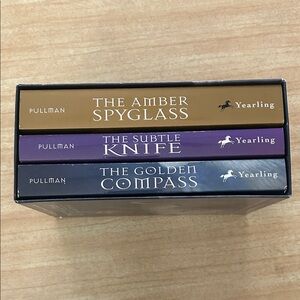 PULLMAN
THE AMBER
SPYGLASS
Yearling
PULLMAN
THE SUBTLE
KNIFE
Yearling
PULLMAN
THE GOLDEN
COMPASS
Yearling